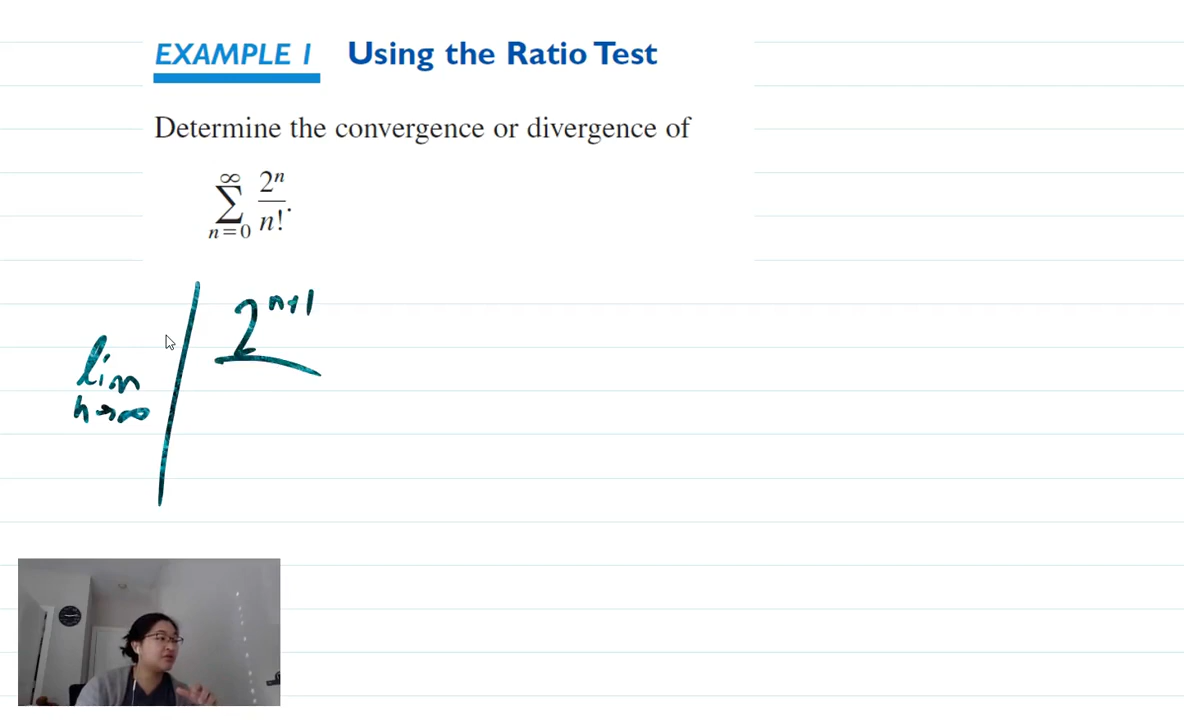 EXAMPLE 1 Using the Ratio Test
Determine the convergence or divergence of
∞
∑ 2ⁿ/n!.
n=0
lim | 2ⁿ⁺¹
n→∞